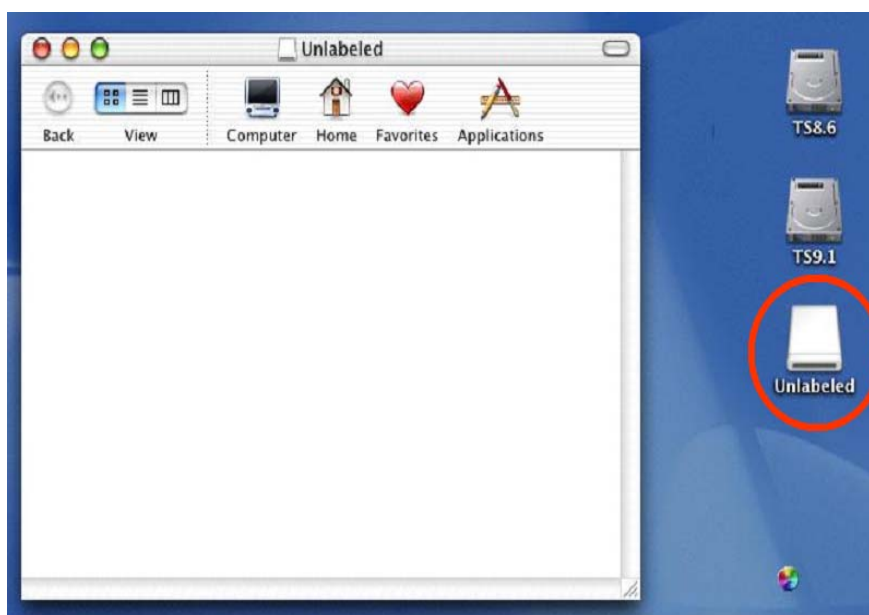 Unlabeled
Back
View
Computer
Home
Favorites
Applications
TS8.6
TS9.1
Unlabeled